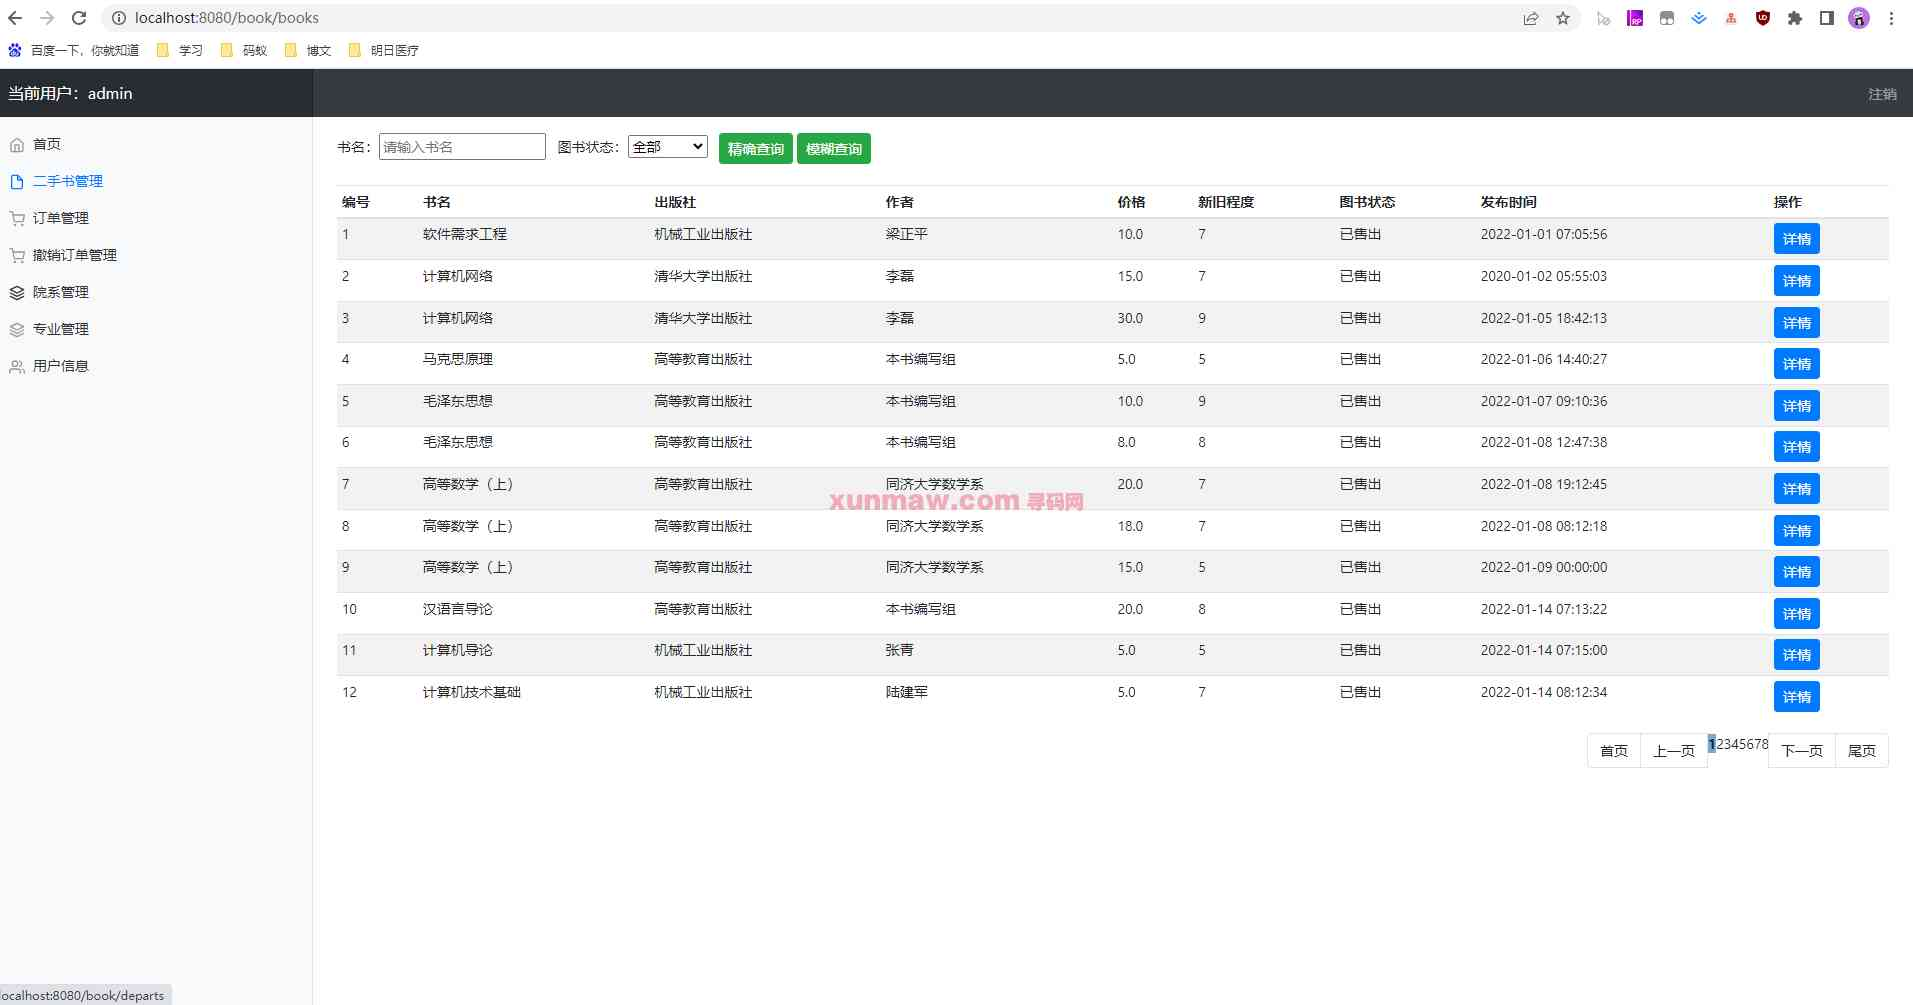 localhost:8080/book/books
百度一下，你就知道 学习 码蚁 博文 明日医疗
当前用户：admin 注销
首页
二手书管理
订单管理
撤销订单管理
院系管理
专业管理
用户信息
书名： 请输入书名 图书状态： 全部 精确查询 模糊查询
编号 书名 出版社 作者 价格 新旧程度 图书状态 发布时间 操作
1 软件需求工程 机械工业出版社 梁正平 10.0 7 已售出 2022-01-01 07:05:56 详情
2 计算机网络 清华大学出版社 李磊 15.0 7 已售出 2020-01-02 05:55:03 详情
3 计算机网络 清华大学出版社 李磊 30.0 9 已售出 2022-01-05 18:42:13 详情
4 马克思原理 高等教育出版社 本书编写组 5.0 5 已售出 2022-01-06 14:40:27 详情
5 毛泽东思想 高等教育出版社 本书编写组 10.0 9 已售出 2022-01-07 09:10:36 详情
6 毛泽东思想 高等教育出版社 本书编写组 8.0 8 已售出 2022-01-08 12:47:38 详情
7 高等数学（上） 高等教育出版社 同济大学数学系 20.0 7 已售出 2022-01-08 19:12:45 详情
xunmaw.com 寻码网
8 高等数学（上） 高等教育出版社 同济大学数学系 18.0 7 已售出 2022-01-08 08:12:18 详情
9 高等数学（上） 高等教育出版社 同济大学数学系 15.0 5 已售出 2022-01-09 00:00:00 详情
10 汉语言导论 高等教育出版社 本书编写组 20.0 8 已售出 2022-01-14 07:13:22 详情
11 计算机导论 机械工业出版社 张青 5.0 5 已售出 2022-01-14 07:15:00 详情
12 计算机技术基础 机械工业出版社 陆建军 5.0 7 已售出 2022-01-14 08:12:34 详情
首页 上一页 12345678 下一页 尾页
localhost:8080/book/departs